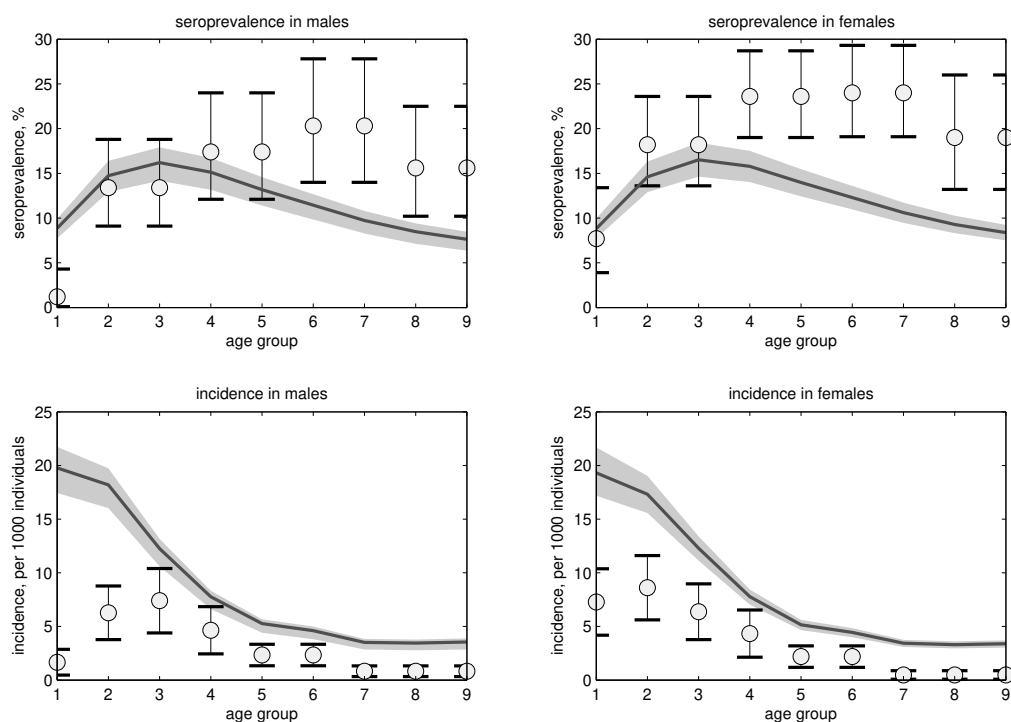 seroprevalence in males
seroprevalence, %
30
25
20
15
10
5
0
1 2 3 4 5 6 7 8 9
age group
seroprevalence in females
seroprevalence, %
30
25
20
15
10
5
0
1 2 3 4 5 6 7 8 9
age group
incidence in males
incidence, per 1000 individuals
25
20
15
10
5
0
1 2 3 4 5 6 7 8 9
age group
incidence in females
incidence, per 1000 individuals
25
20
15
10
5
0
1 2 3 4 5 6 7 8 9
age group